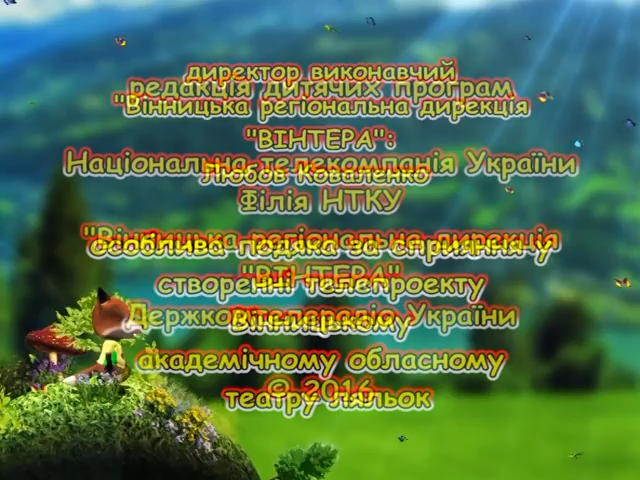 директор виконавчий
редакція дитячих програм
"Вінницька регіональна дирекція
"ВІНТЕРА":
Національна телекомпанія України
Любов Коваленко
Філія НТКУ
"Вінницька регіональна дирекція
особлива подяка за сприяння у
"ВІНТЕРА"
створенні телепроекту
Держкомтелерадіо України
Вінницькому
академічному обласному
© 2016
театру ляльок